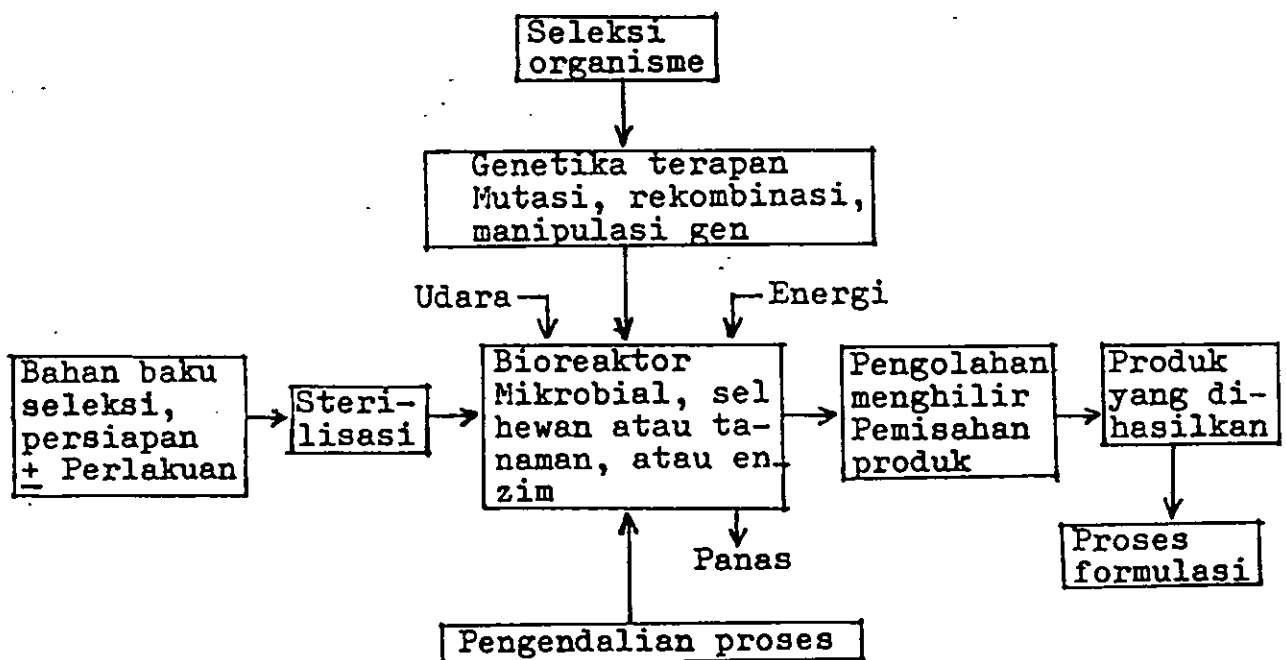 Seleksi
organisme
Genetika terapan
Mutasi, rekombinasi,
manipulasi gen
Udara
Energi
Bahan baku
seleksi,
persiapan
± Perlakuan
Steri-
lisasi
Bioreaktor
Mikrobial, sel
hewan atau ta-
naman, atau en-
zim
Pengolahan
menghilir
Pemisahan
produk
Produk
yang di-
hasilkan
Panas
Proses
formulasi
Pengendalian proses